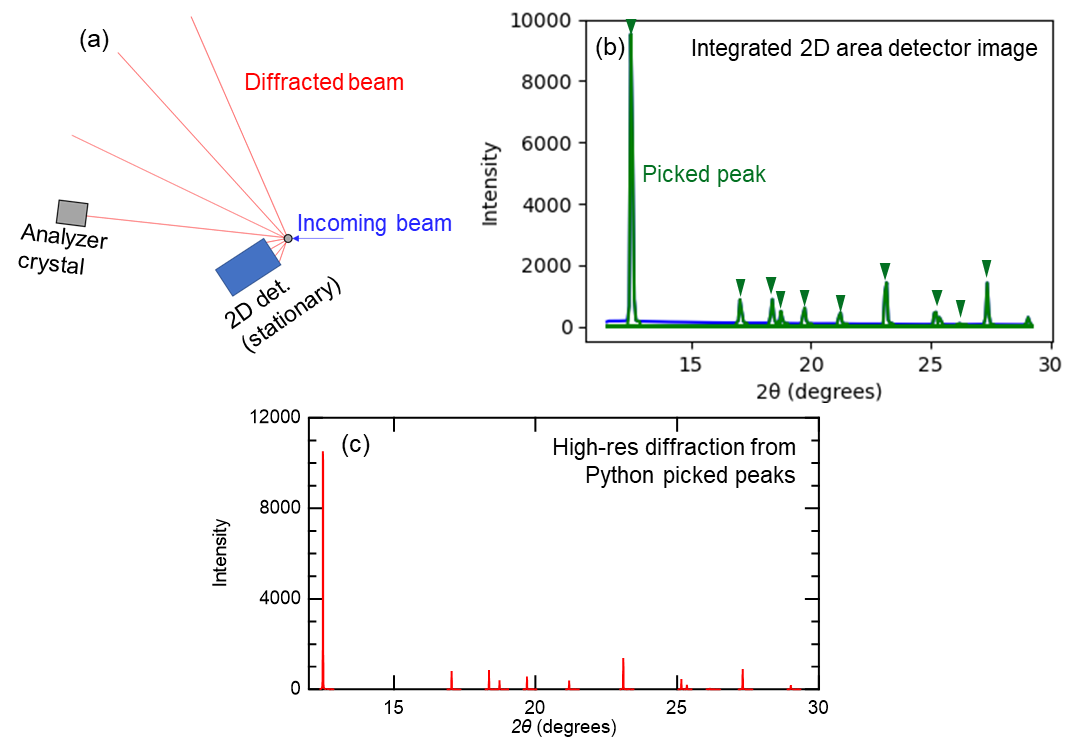 (a)
Diffracted beam
Incoming beam
Analyzer
crystal
2D det.
(stationary)
(b)
Integrated 2D area detector image
Picked peak
Intensity
10000
8000
6000
4000
2000
0
15
20
25
30
2θ (degrees)
(c)
High-res diffraction from
Python picked peaks
Intensity
12000
8000
4000
0
15
20
25
30
2θ (degrees)